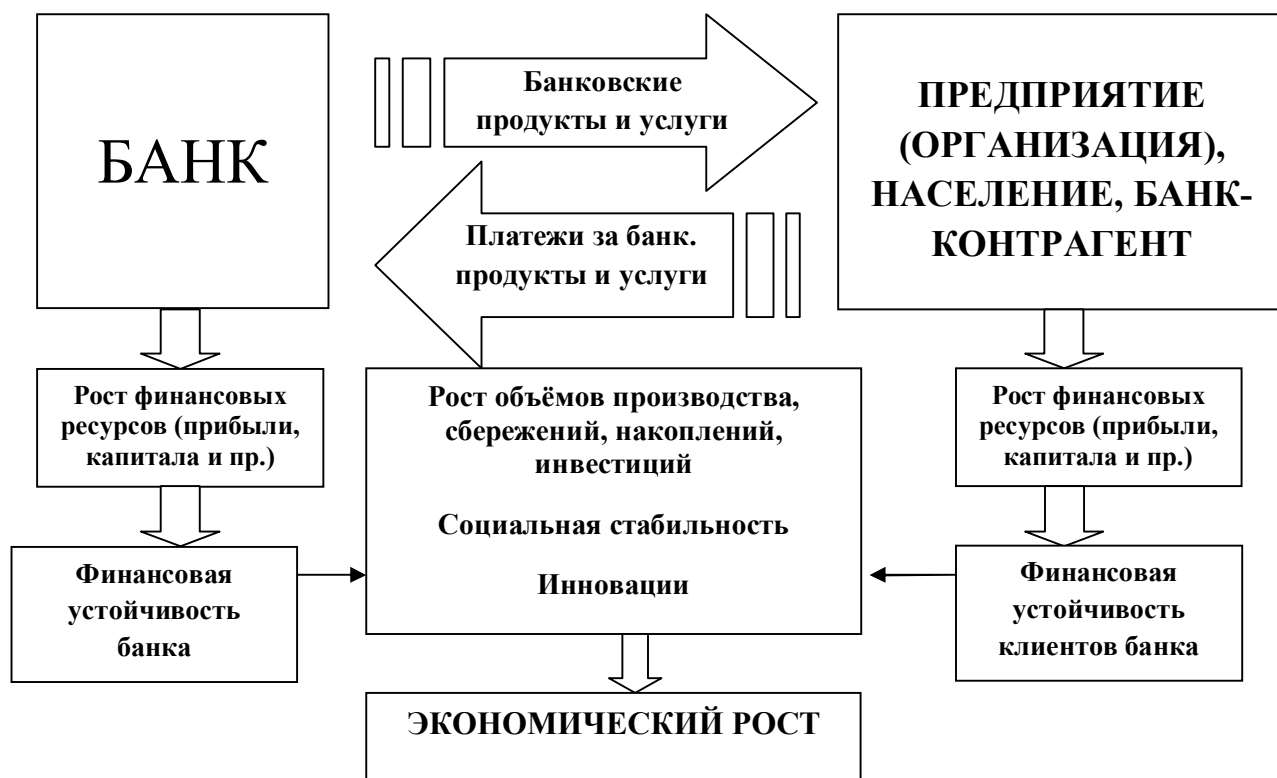 БАНК
Банковские
продукты и услуги
ПРЕДПРИЯТИЕ
(ОРГАНИЗАЦИЯ),
НАСЕЛЕНИЕ, БАНК-
КОНТРАГЕНТ
Платежи за банк.
продукты и услуги
Рост финансовых
ресурсов (прибыли,
капитала и пр.)
Рост объёмов производства,
сбережений, накоплений,
инвестиций
Социальная стабильность
Инновации
Рост финансовых
ресурсов (прибыли,
капитала и пр.)
Финансовая
устойчивость
банка
Финансовая
устойчивость
клиентов банка
ЭКОНОМИЧЕСКИЙ РОСТ